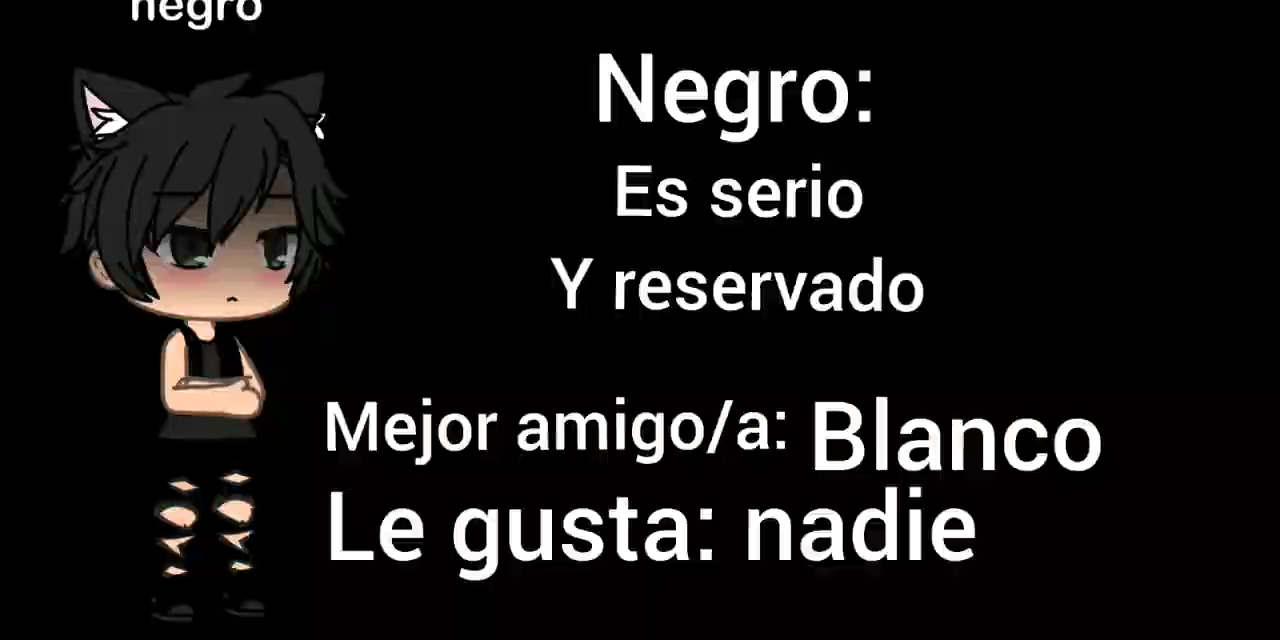 negro
Negro:
Es serio
Y reservado
Mejor amigo/a: Blanco
Le gusta: nadie